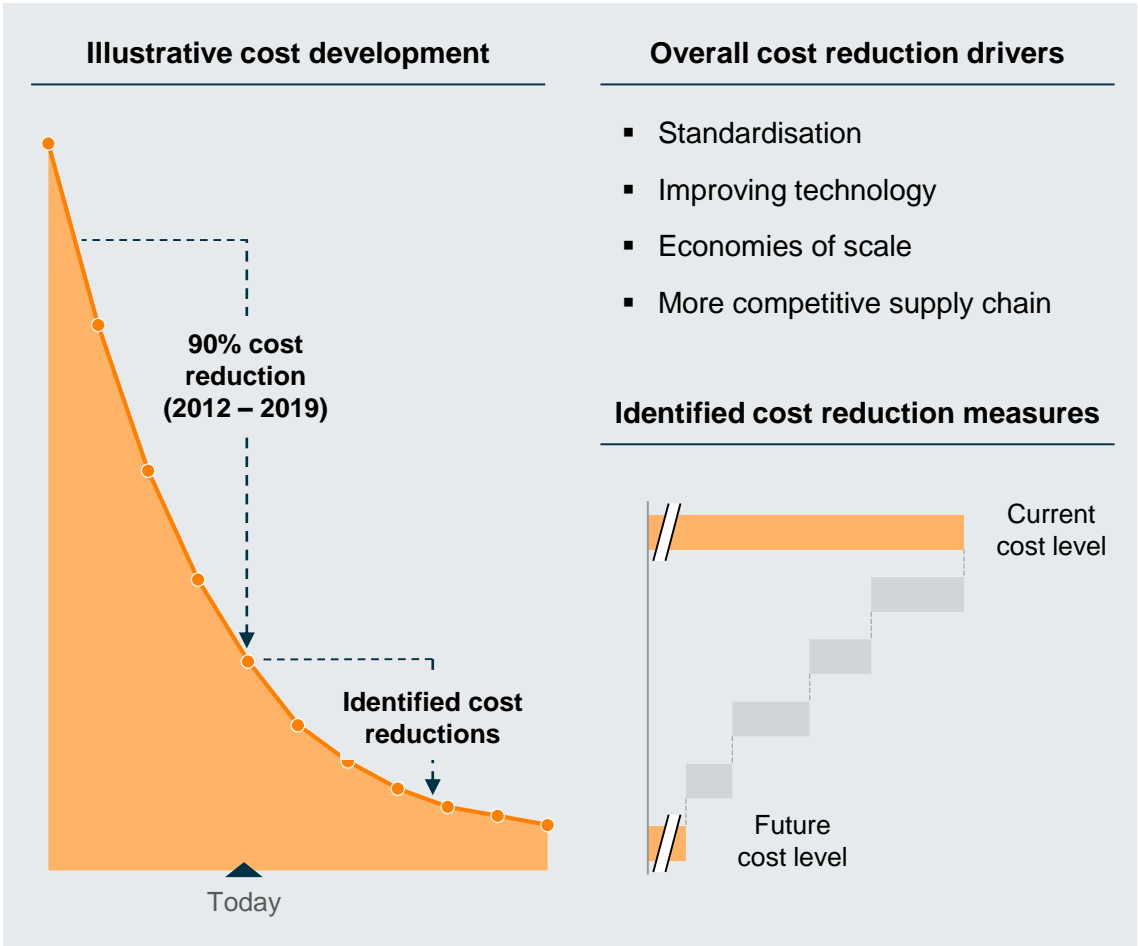 Illustrative cost development
90% cost
reduction
(2012 – 2019)
Identified cost
reductions
Today
Overall cost reduction drivers
▪ Standardisation
▪ Improving technology
▪ Economies of scale
▪ More competitive supply chain
Identified cost reduction measures
Current
cost level
Future
cost level